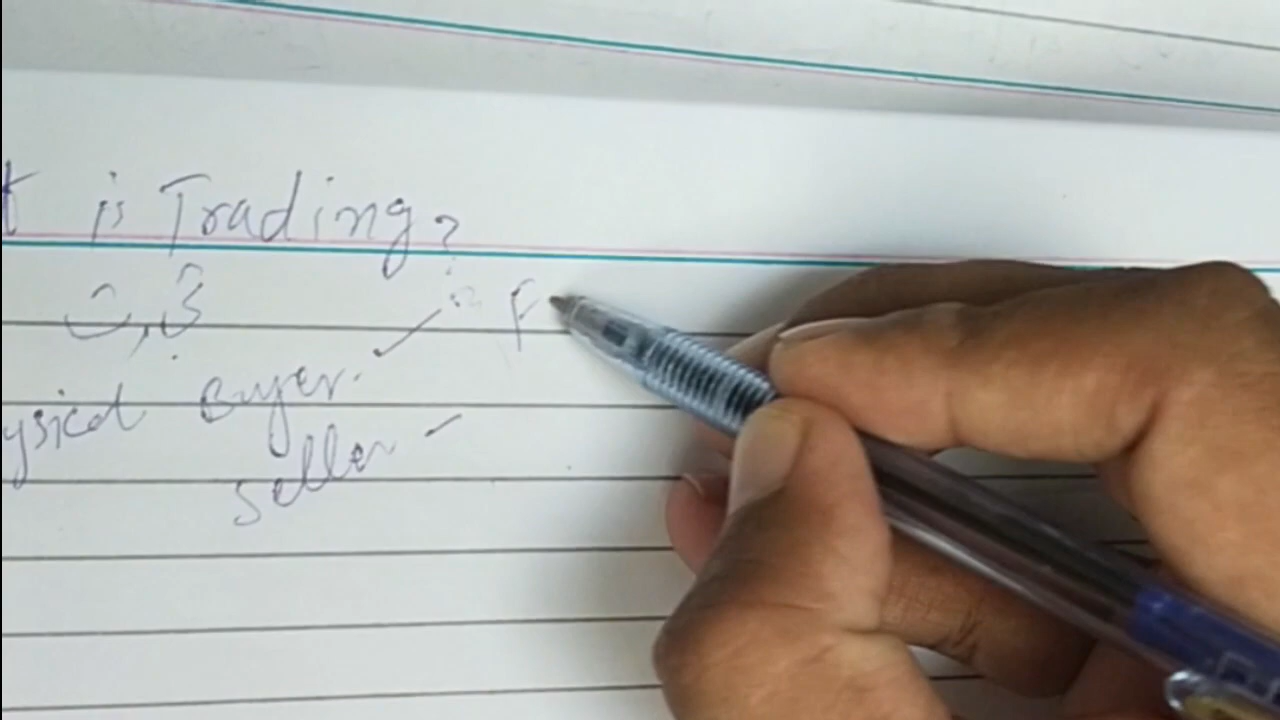 t is Trading?
F
ysical Buyer.
seller